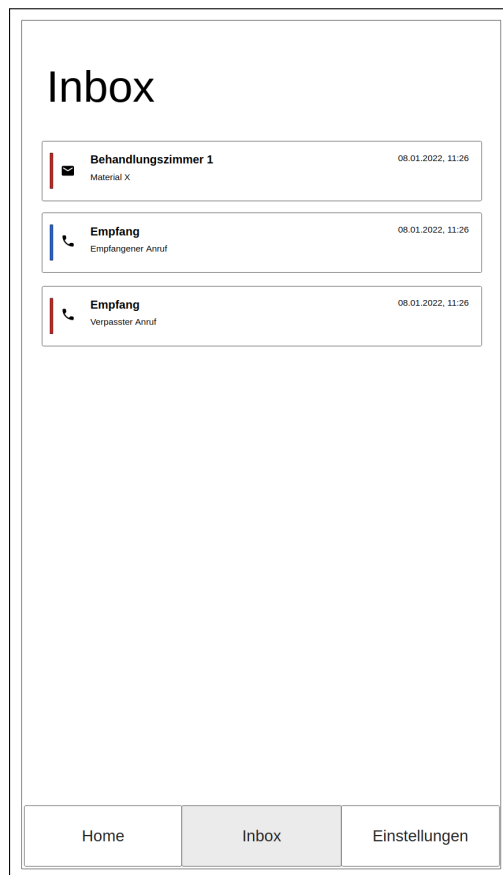 Inbox
Behandlungszimmer 1
08.01.2022, 11:26
Material X
Empfang
08.01.2022, 11:26
Empfangener Anruf
Empfang
08.01.2022, 11:26
Verpasster Anruf
Home
Inbox
Einstellungen